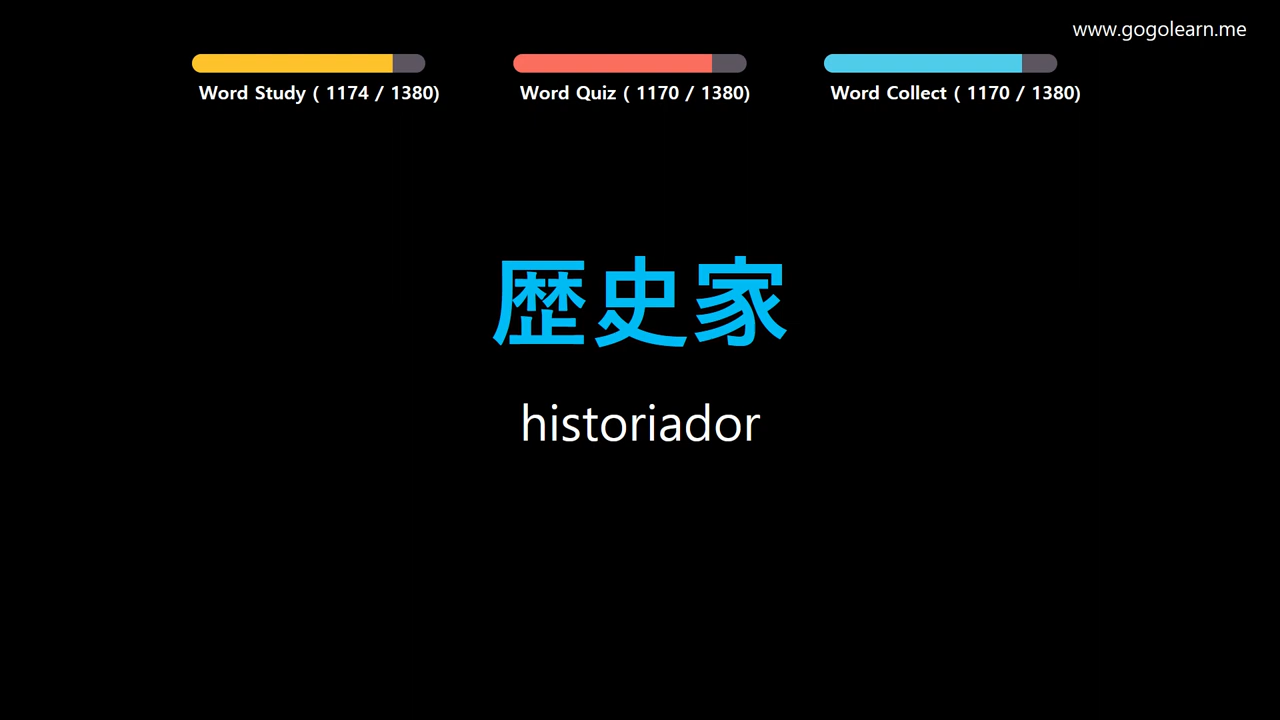 www.gogolearn.me
Word Study ( 1174 / 1380)
Word Quiz ( 1170 / 1380)
Word Collect ( 1170 / 1380)
歴史家
historiador